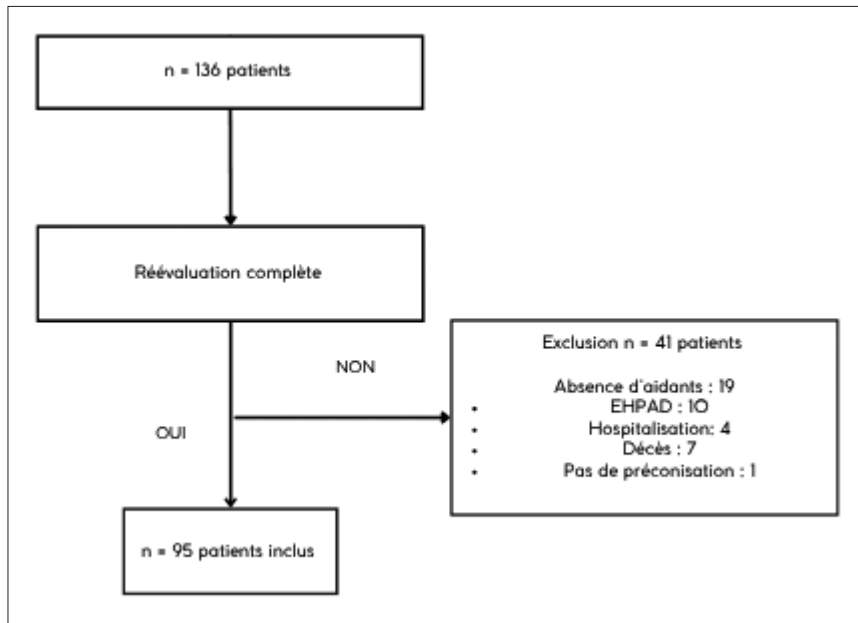 n = 136 patients
Réévaluation complète
NON
OUI
Exclusion n = 41 patients
Absence d'aidants : 19
• EHPAD : 10
• Hospitalisation: 4
• Décès : 7
• Pas de préconisation : 1
n = 95 patients inclus